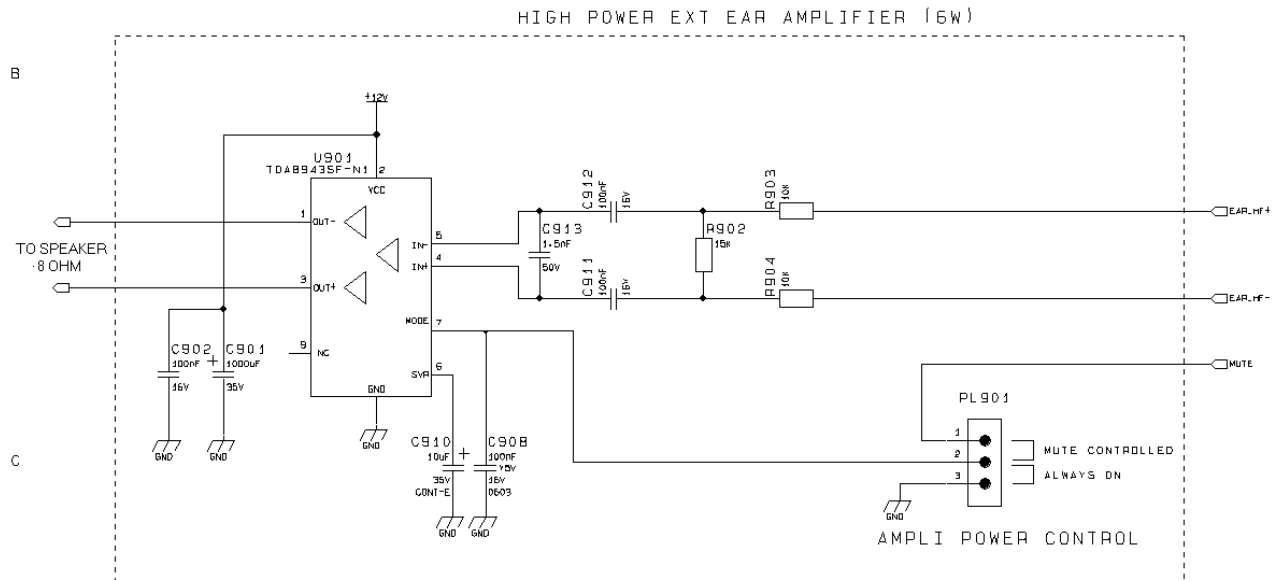 HIGH POWER EXT EAR AMPLIFIER (6W)
B
+12V
U901
TDA8943SF-N1
2
VCC
1
OUT-
TO SPEAKER
8 OHM
3
OUT+
5
IN-
4
IN+
MODE
7
9
NC
6
SVR
GND
GND
C902
100nF
16V
GND
C901
+
1000uF
35V
GND
C913
1.5nF
50V
C912
100nF
16V
C911
100nF
16V
R902
15K
R903
10K
R904
10K
EAR_HF+
EAR_HF-
MUTE
C910
10uF
+
35V
CONT-E
GND
C908
100nF
Y5V
16V
0603
GND
C
PL901
1
2
3
MUTE CONTROLLED
ALWAYS ON
GND
AMPLI POWER CONTROL